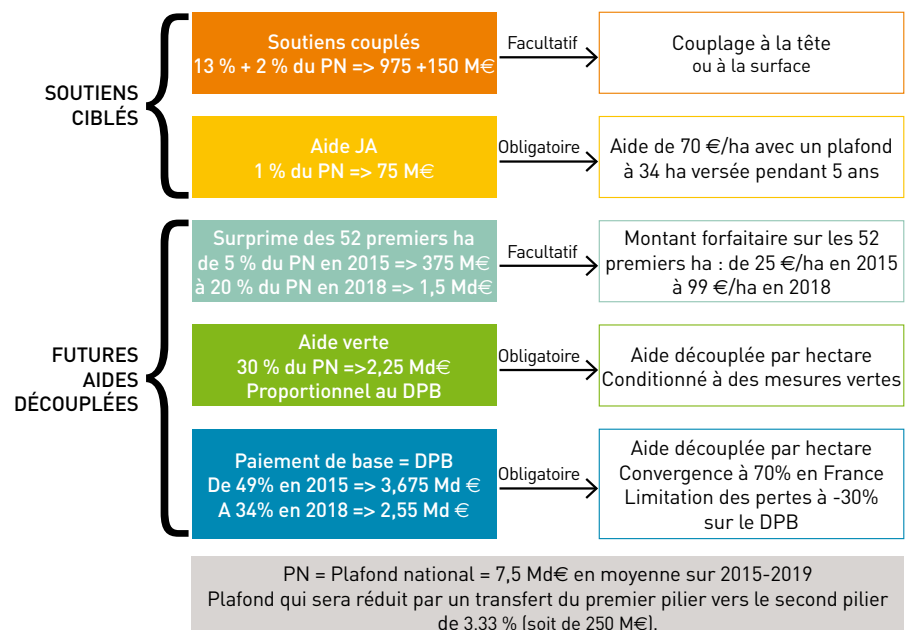 SOUTIENS
CIBLÉS
Soutiens couplés
13 % + 2 % du PN => 975 +150 M€
Facultatif
Couplage à la tête
ou à la surface
Aide JA
1 % du PN => 75 M€
Obligatoire
Aide de 70 €/ha avec un plafond
à 34 ha versée pendant 5 ans
FUTURES
AIDES
DÉCOUPLÉES
Surprime des 52 premiers ha
de 5 % du PN en 2015 => 375 M€
à 20 % du PN en 2018 => 1,5 Md€
Facultatif
Montant forfaitaire sur les 52
premiers ha : de 25 €/ha en 2015
à 99 €/ha en 2018
Aide verte
30 % du PN =>2,25 Md€
Proportionnel au DPB
Obligatoire
Aide découplée par hectare
Conditionné à des mesures vertes
Paiement de base = DPB
De 49% en 2015 => 3,675 Md €
A 34% en 2018 => 2,55 Md €
Obligatoire
Aide découplée par hectare
Convergence à 70% en France
Limitation des pertes à -30%
sur le DPB
PN = Plafond national = 7,5 Md€ en moyenne sur 2015-2019
Plafond qui sera réduit par un transfert du premier pilier vers le second pilier
de 3,33 % (soit de 250 M€).